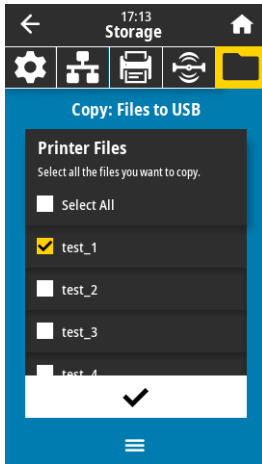 17:13
Storage
Copy: Files to USB
Printer Files
Select all the files you want to copy.
Select All
test_1
test_2
test_3
test_4